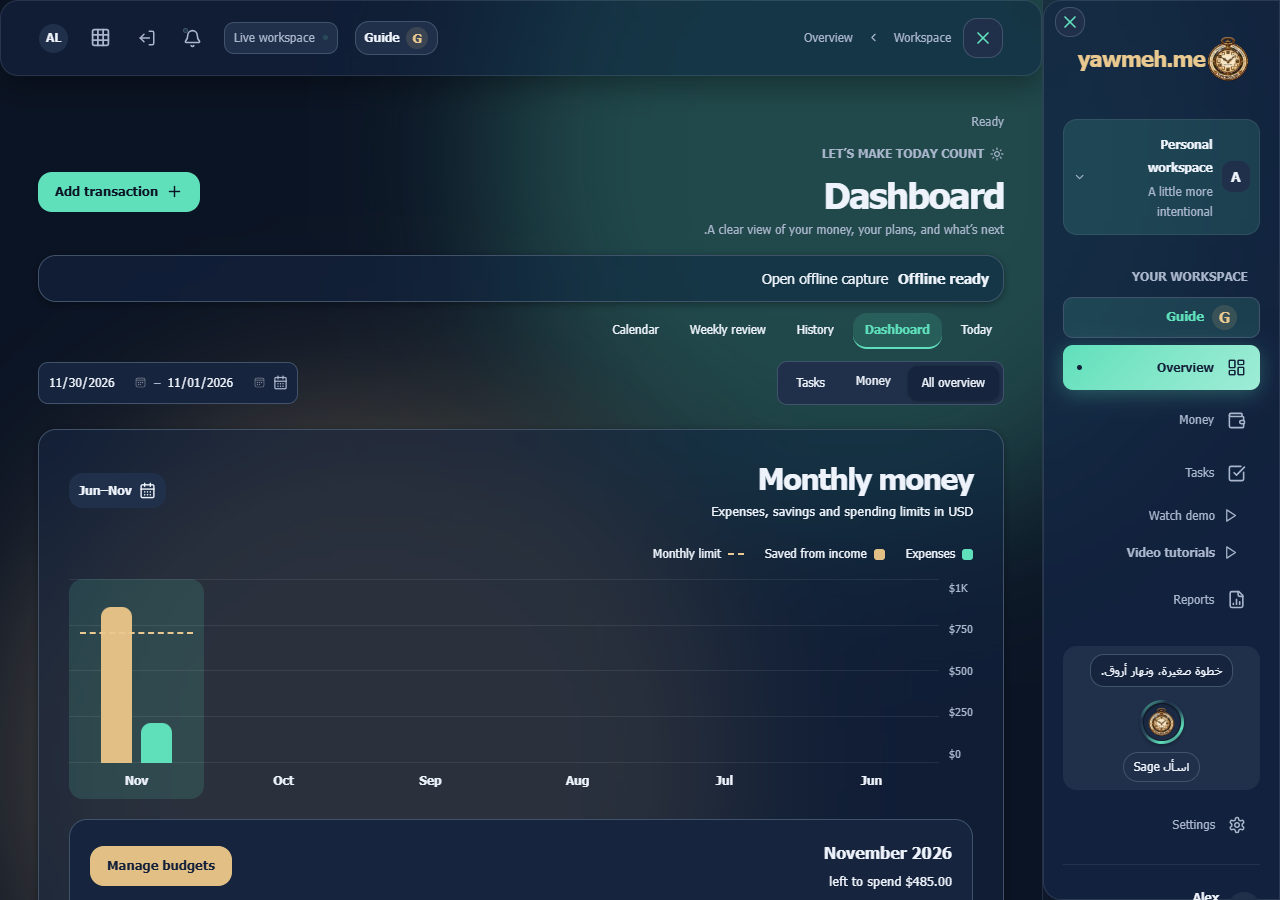 AL
Live workspace
Guide G
Overview
Workspace
yawmeh.me
Ready
LET'S MAKE TODAY COUNT
Dashboard
.A clear view of your money, your plans, and what's next
Add transaction
Open offline capture Offline ready
Calendar
Weekly review
History
Dashboard
Today
11/30/2026 – 11/01/2026
Tasks
Money
All overview
Monthly money
Expenses, savings and spending limits in USD
Jun–Nov
Monthly limit
Saved from income
Expenses
$1K
$750
$500
$250
$0
Nov
Oct
Sep
Aug
Jul
Jun
November 2026
left to spend $485.00
Manage budgets
Personal
workspace
A little more
intentional
A
YOUR WORKSPACE
Guide G
Overview
Money
Tasks
Watch demo
Video tutorials
Reports
خطوة صغيرة، ونهار أروق.
اسأل Sage
Settings
Alex